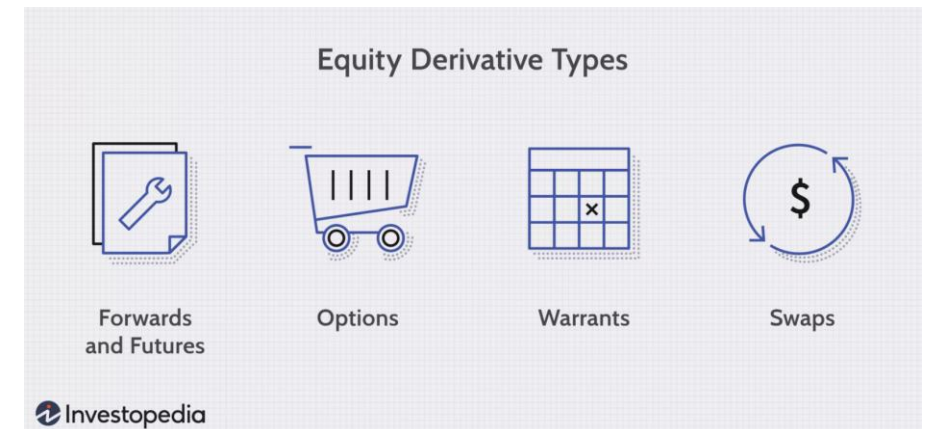 Equity Derivative Types
Forwards
and Futures
Options
Warrants
Swaps
$
Investopedia